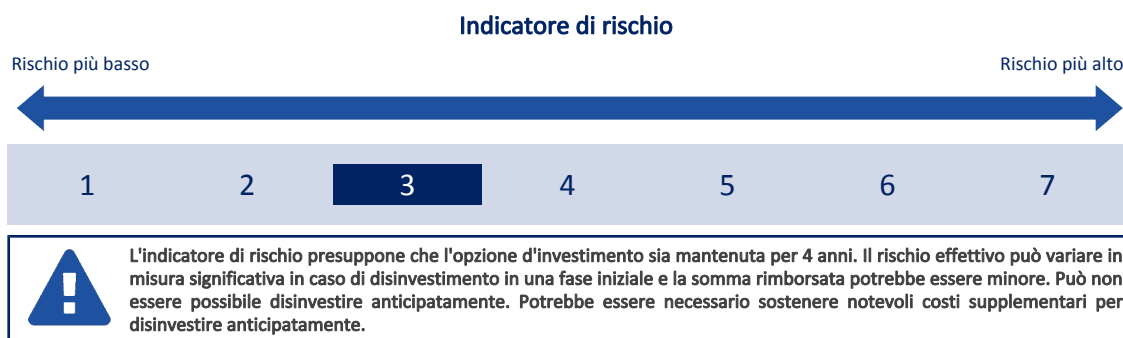 Indicatore di rischio
Rischio più basso
Rischio più alto
1 2 3 4 5 6 7
L'indicatore di rischio presuppone che l'opzione d'investimento sia mantenuta per 4 anni. Il rischio effettivo può variare in
misura significativa in caso di disinvestimento in una fase iniziale e la somma rimborsata potrebbe essere minore. Può non
essere possibile disinvestire anticipatamente. Potrebbe essere necessario sostenere notevoli costi supplementari per
disinvestire anticipatamente.